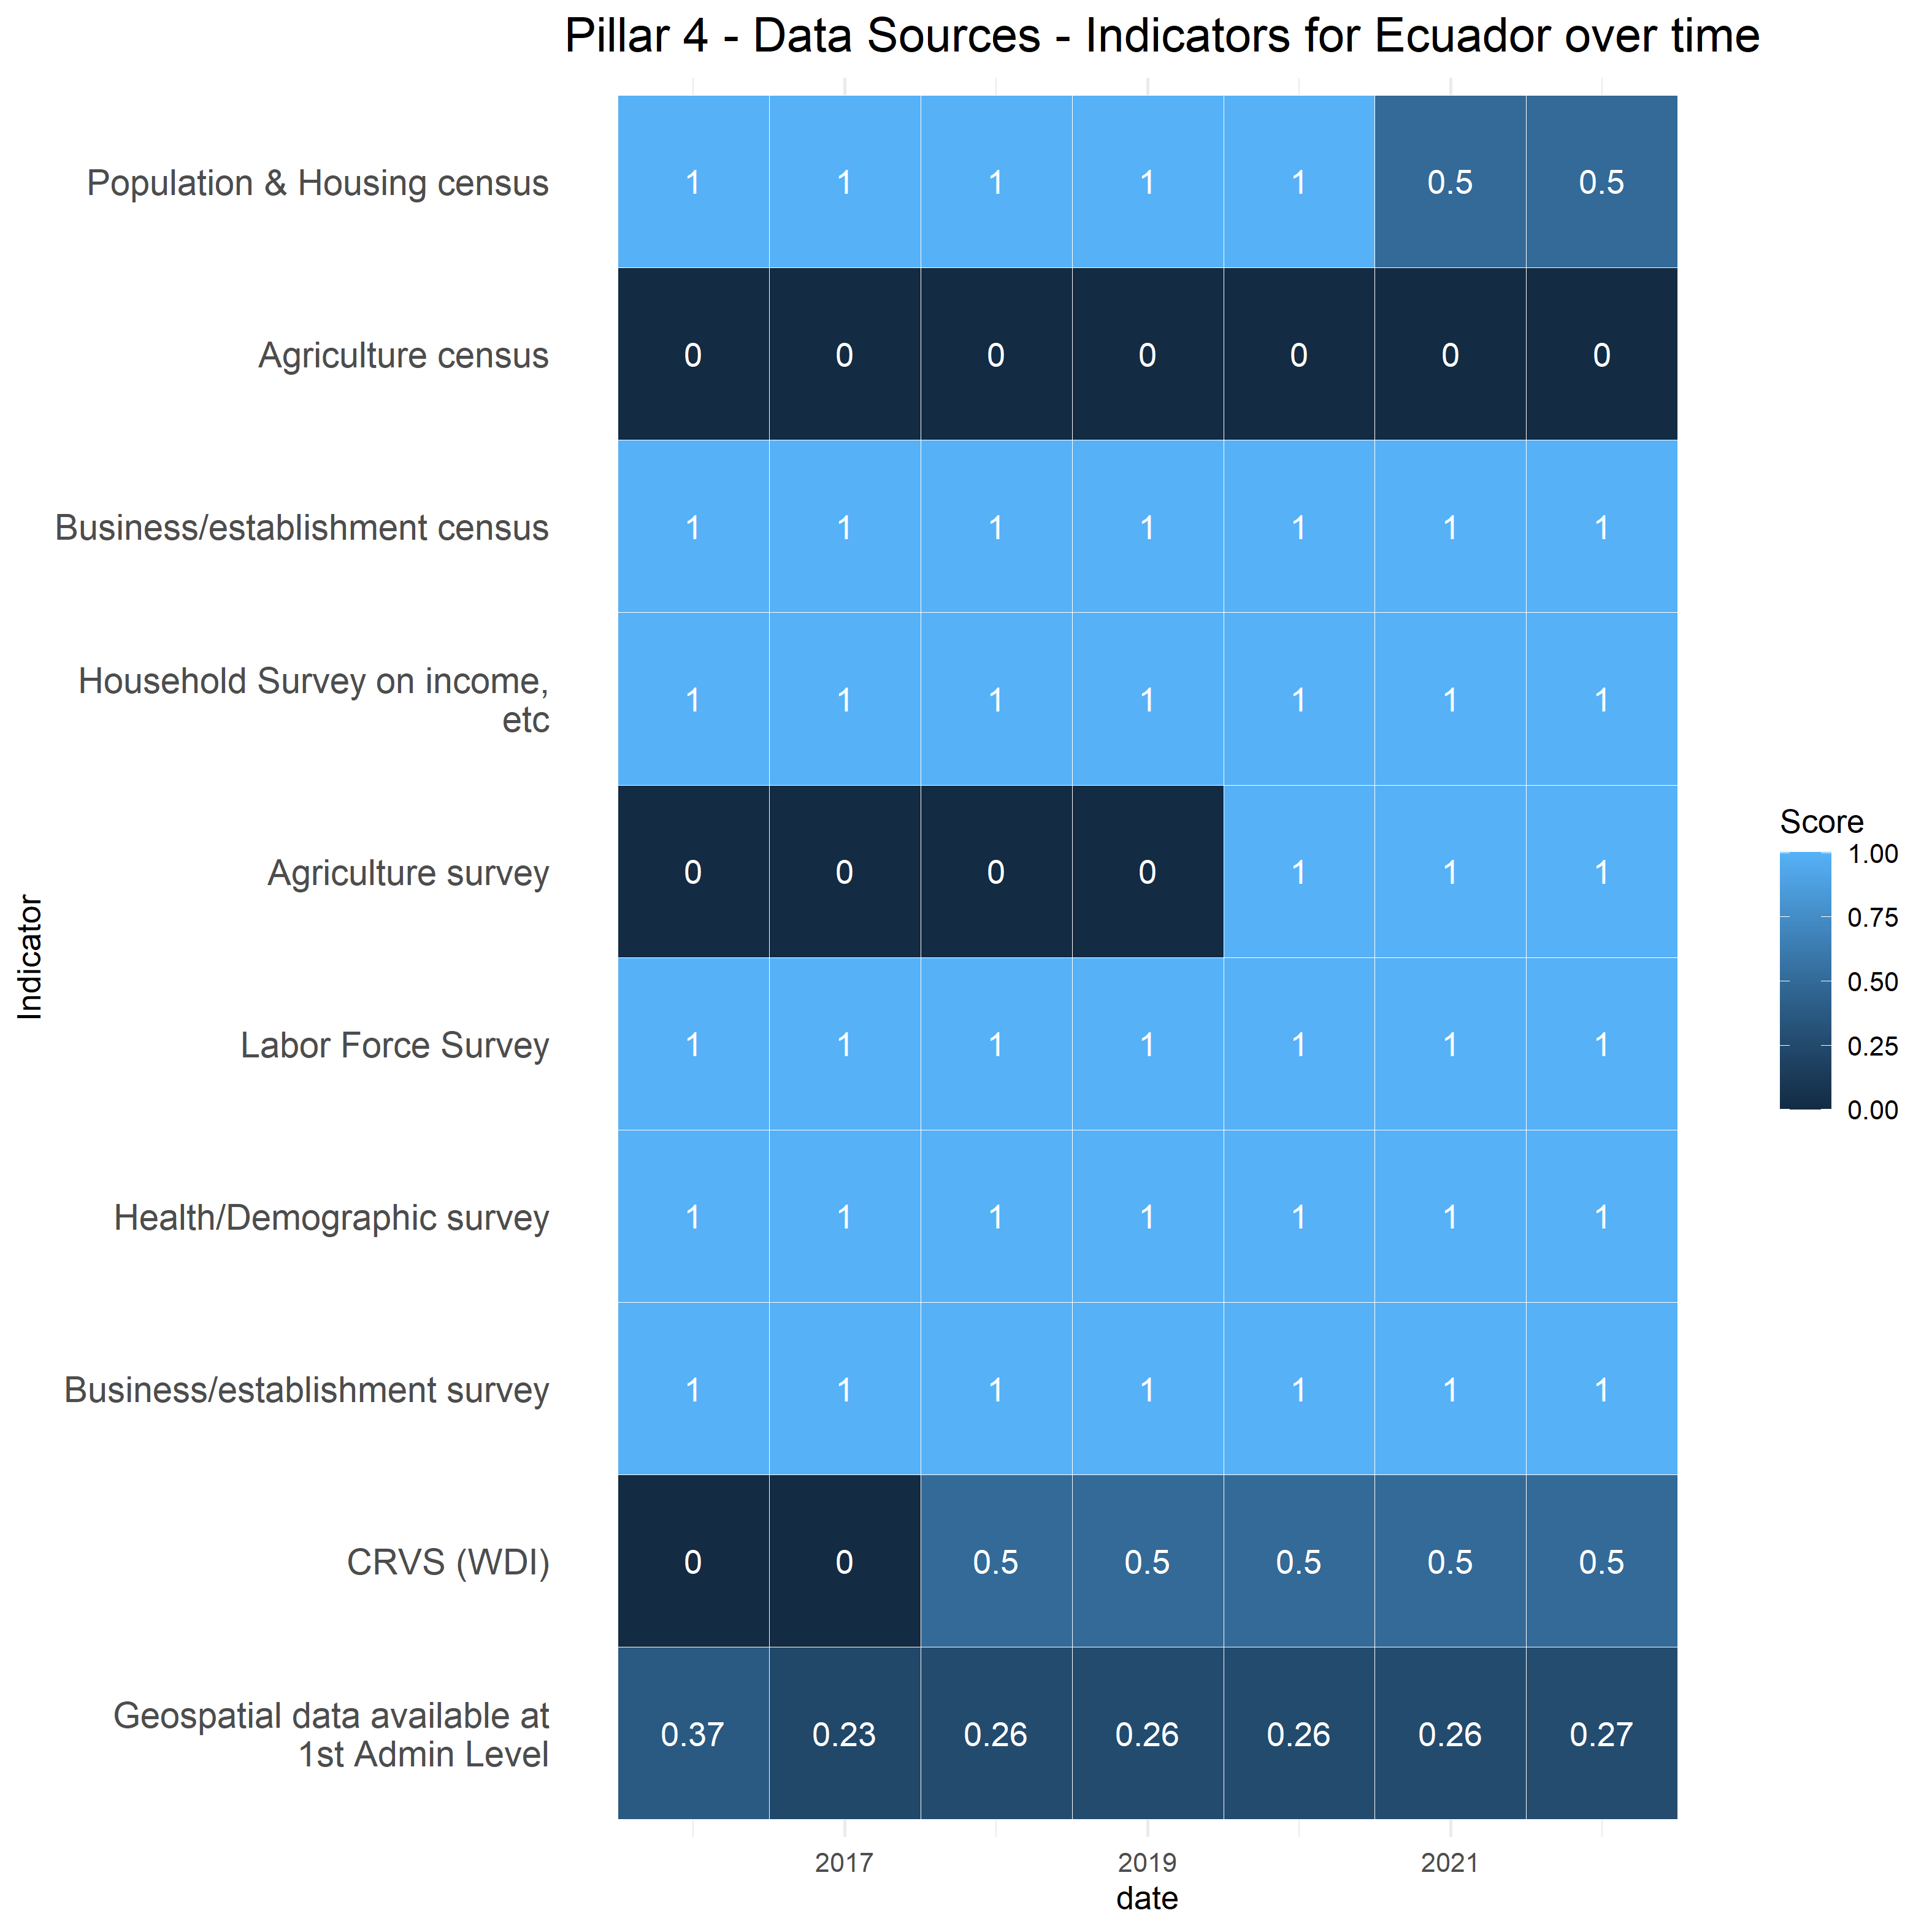 Pillar 4 - Data Sources - Indicators for Ecuador over time
Population & Housing census
1 1 1 1 1 0.5 0.5
Agriculture census
0 0 0 0 0 0 0
Business/establishment census
1 1 1 1 1 1 1
Household Survey on income,
etc
1 1 1 1 1 1 1
Agriculture survey
0 0 0 0 1 1 1
Labor Force Survey
1 1 1 1 1 1 1
Health/Demographic survey
1 1 1 1 1 1 1
Business/establishment survey
1 1 1 1 1 1 1
CRVS (WDI)
0 0 0.5 0.5 0.5 0.5 0.5
Geospatial data available at
1st Admin Level
0.37 0.23 0.26 0.26 0.26 0.26 0.27
2017 2019 2021
date
Indicator
Score
1.00
0.75
0.50
0.25
0.00